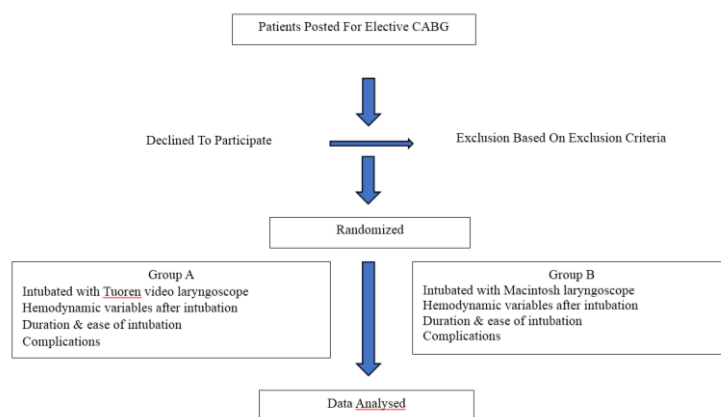 Patients Posted For Elective CABG
Declined To Participate
Exclusion Based On Exclusion Criteria
Randomized
Group A
Intubated with Tuoren video laryngoscope
Hemodynamic variables after intubation
Duration & ease of intubation
Complications
Group B
Intubated with Macintosh laryngoscope
Hemodynamic variables after intubation
Duration & ease of intubation
Complications
Data Analysed